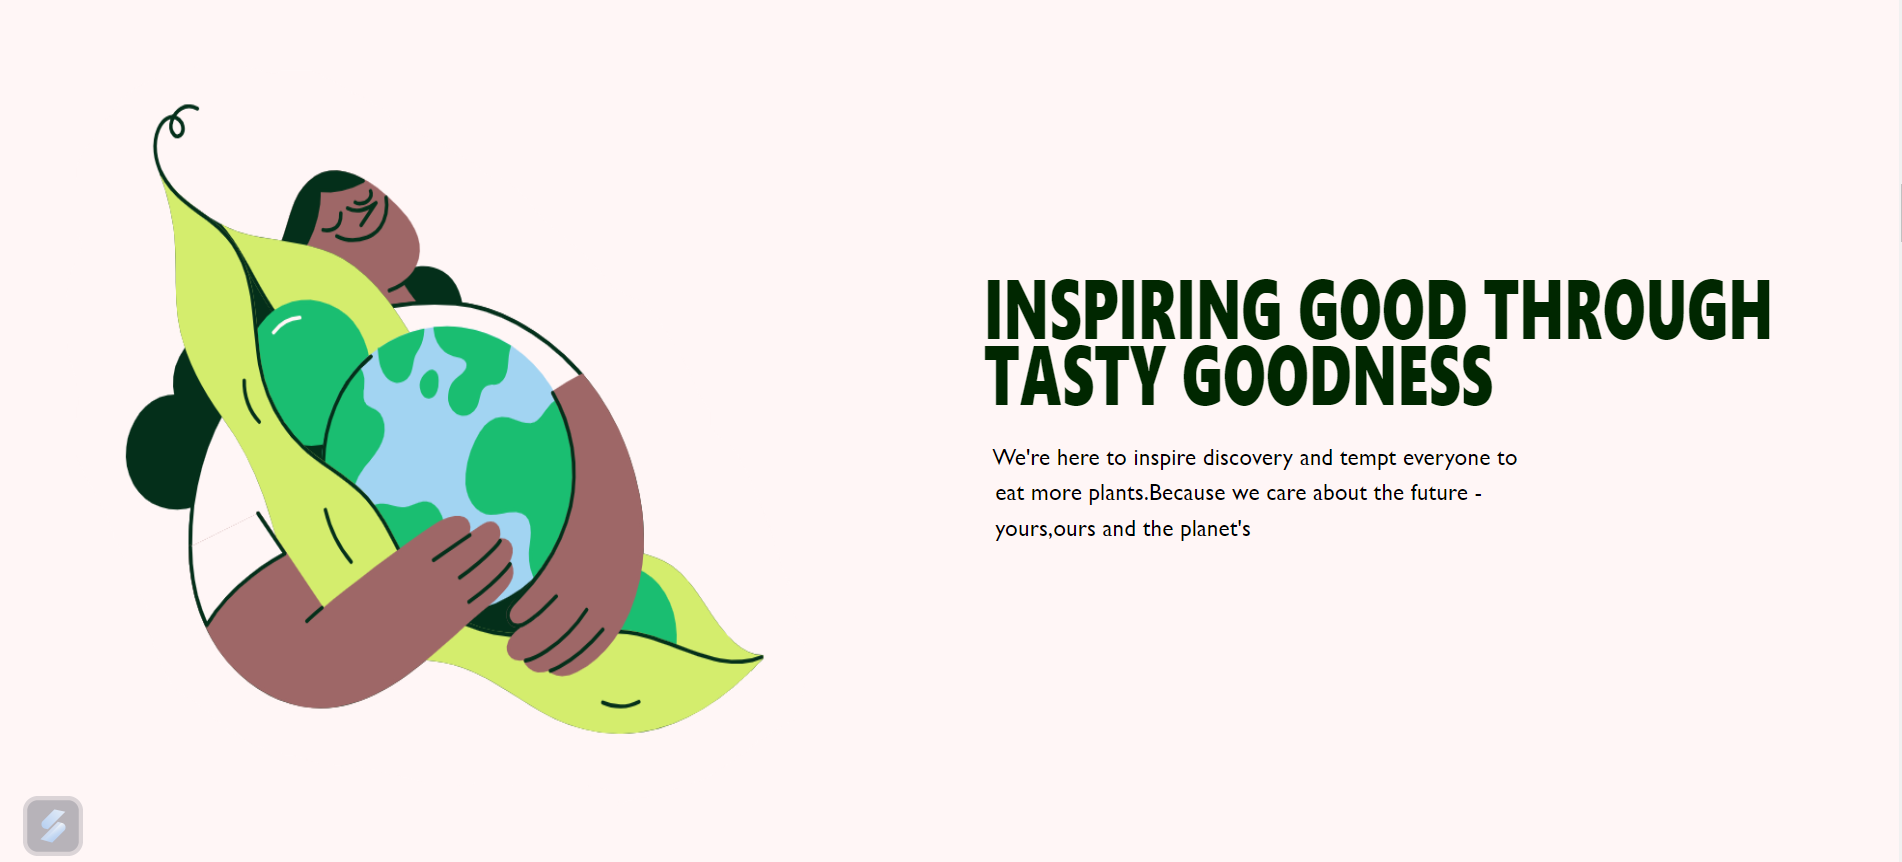 INSPIRING GOOD THROUGH
TASTY GOODNESS
We're here to inspire discovery and tempt everyone to
eat more plants.Because we care about the future -
yours,ours and the planet's